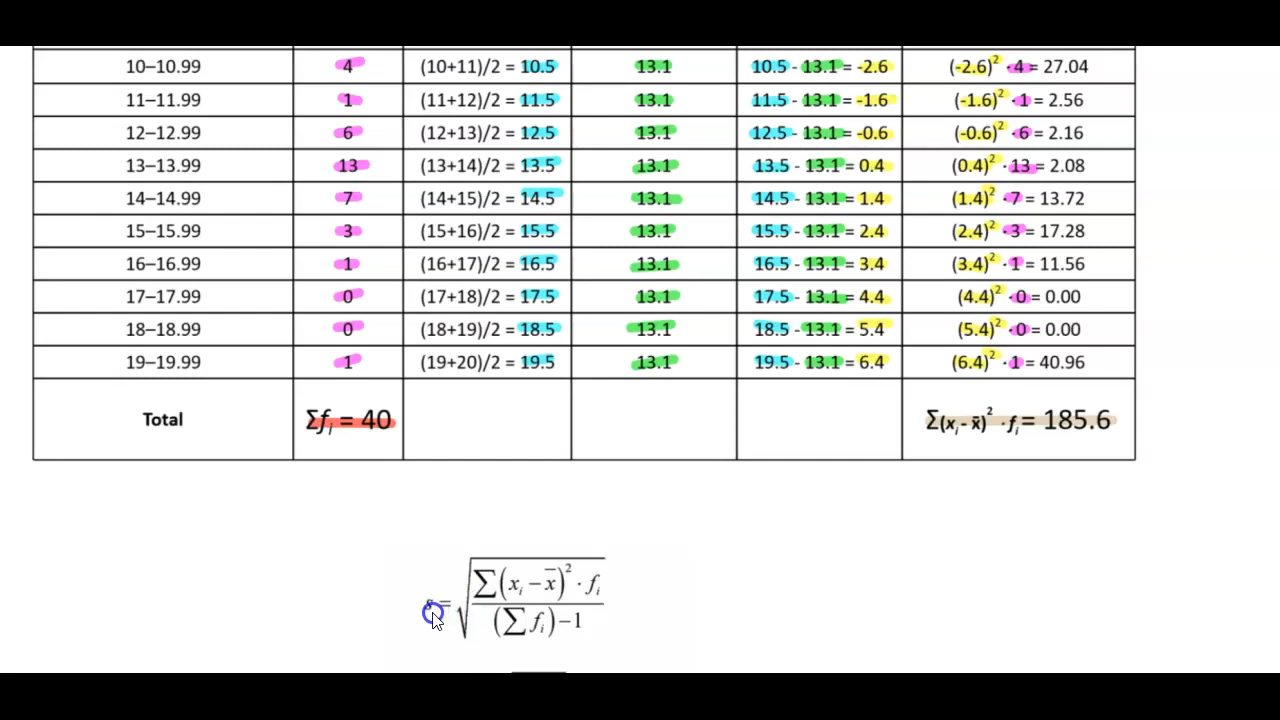 10–10.99 4 (10+11)/2 = 10.5 13.1 10.5 - 13.1 = -2.6 (-2.6)² · 4 = 27.04
11–11.99 1 (11+12)/2 = 11.5 13.1 11.5 - 13.1 = -1.6 (-1.6)² · 1 = 2.56
12–12.99 6 (12+13)/2 = 12.5 13.1 12.5 - 13.1 = -0.6 (-0.6)² · 6 = 2.16
13–13.99 13 (13+14)/2 = 13.5 13.1 13.5 - 13.1 = 0.4 (0.4)² · 13 = 2.08
14–14.99 7 (14+15)/2 = 14.5 13.1 14.5 - 13.1 = 1.4 (1.4)² · 7 = 13.72
15–15.99 3 (15+16)/2 = 15.5 13.1 15.5 - 13.1 = 2.4 (2.4)² · 3 = 17.28
16–16.99 1 (16+17)/2 = 16.5 13.1 16.5 - 13.1 = 3.4 (3.4)² · 1 = 11.56
17–17.99 0 (17+18)/2 = 17.5 13.1 17.5 - 13.1 = 4.4 (4.4)² · 0 = 0.00
18–18.99 0 (18+19)/2 = 18.5 13.1 18.5 - 13.1 = 5.4 (5.4)² · 0 = 0.00
19–19.99 1 (19+20)/2 = 19.5 13.1 19.5 - 13.1 = 6.4 (6.4)² · 1 = 40.96
Total Σfᵢ = 40 Σ(xᵢ - x̄)² · fᵢ = 185.6
s = √
∑(xᵢ − x̄)² · fᵢ
(∑ fᵢ) − 1